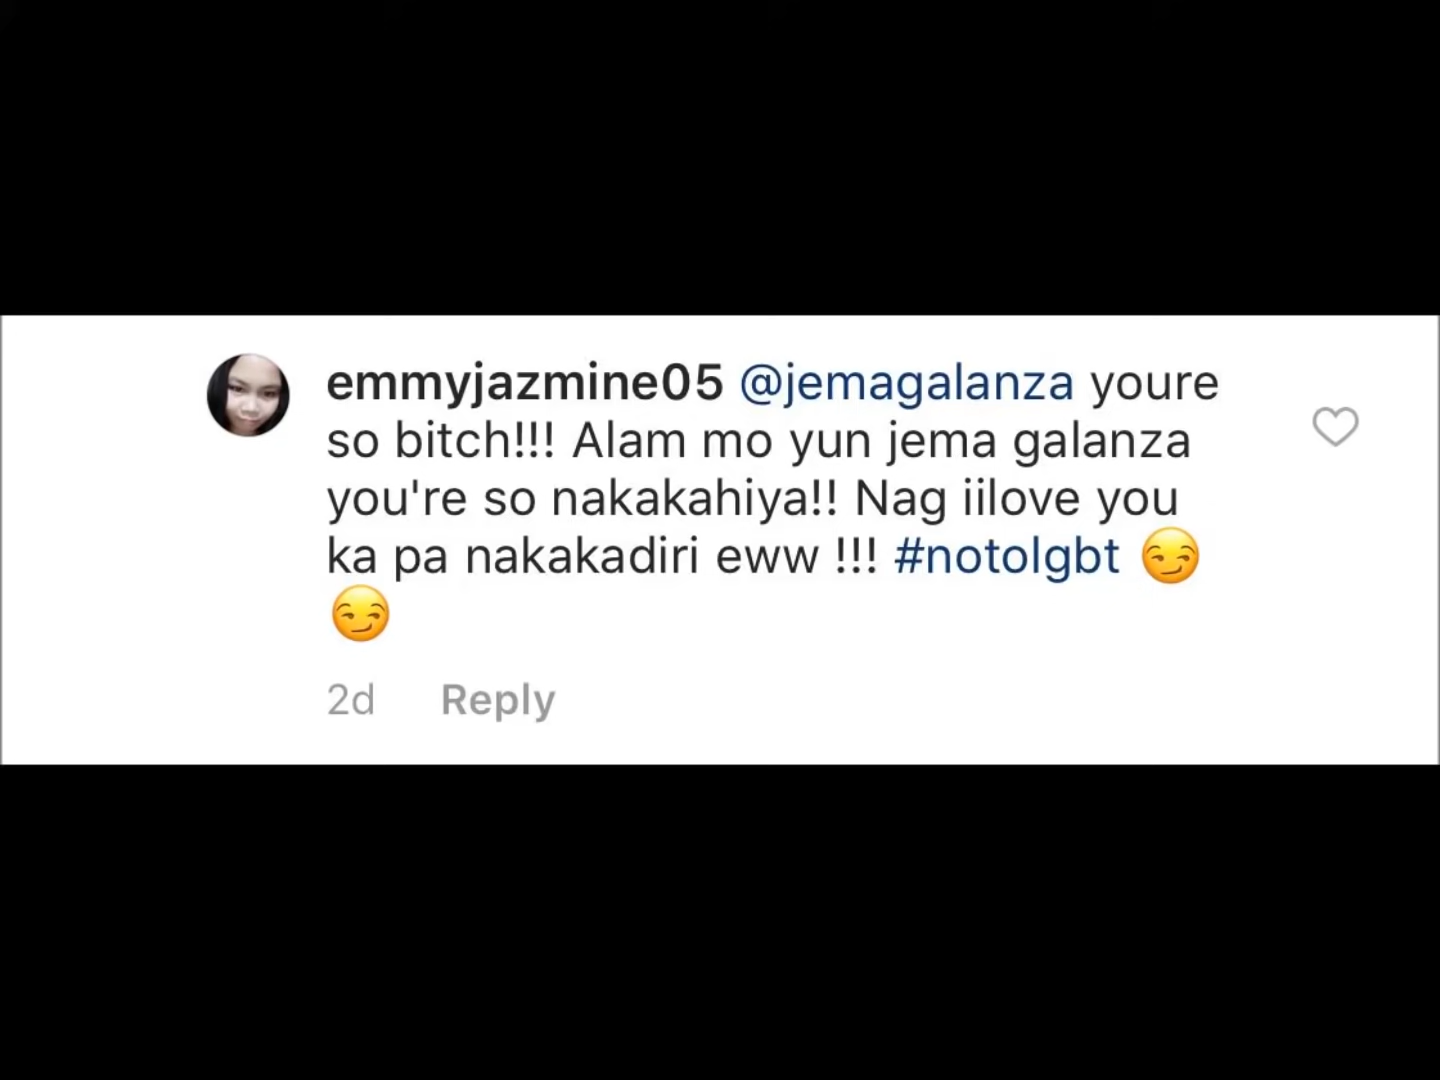 emmyjazmine05 @jemagalanza youre
so bitch!!! Alam mo yun jema galanza
you're so nakakahiya!! Nag iilove you
ka pa nakakadiri eww !!! #notolgbt 😏
😏
2d Reply